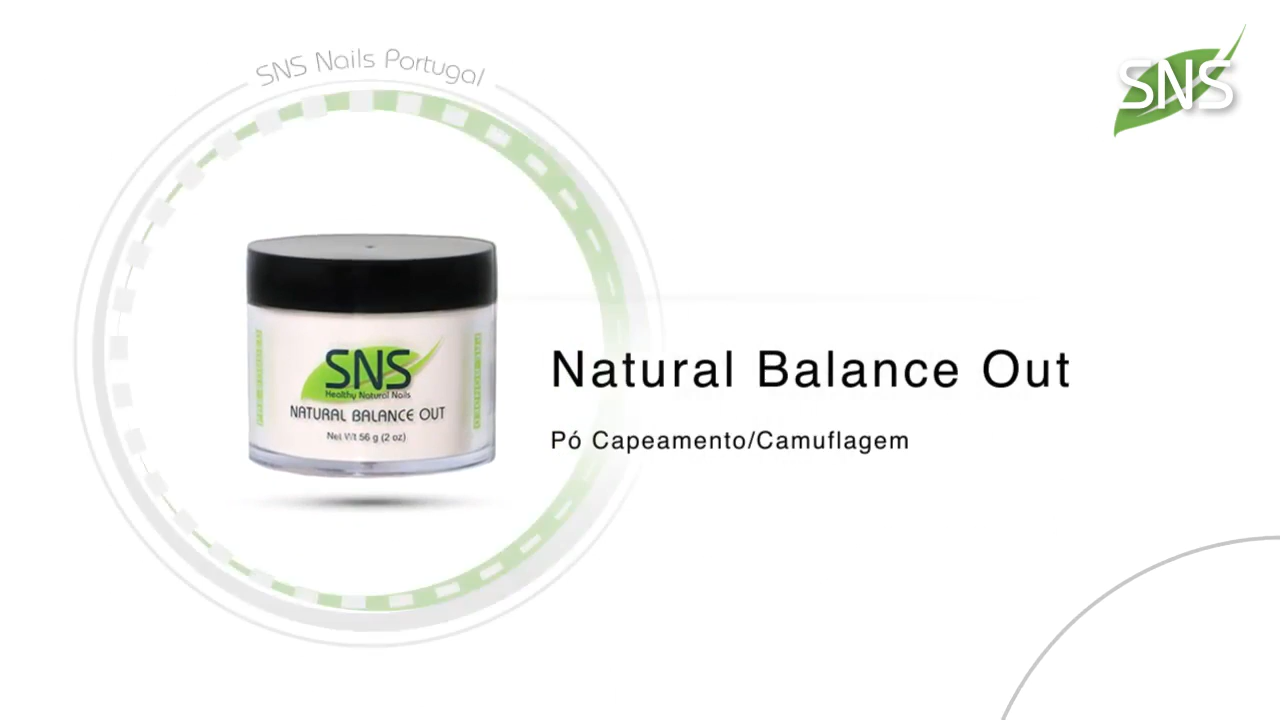 SNS Nails Portugal
SNS
SNS
Healthy Natural Nails
NATURAL BALANCE OUT
Net Wt 56 g (2 oz)
Natural Balance Out
Pó Capeamento/Camuflagem